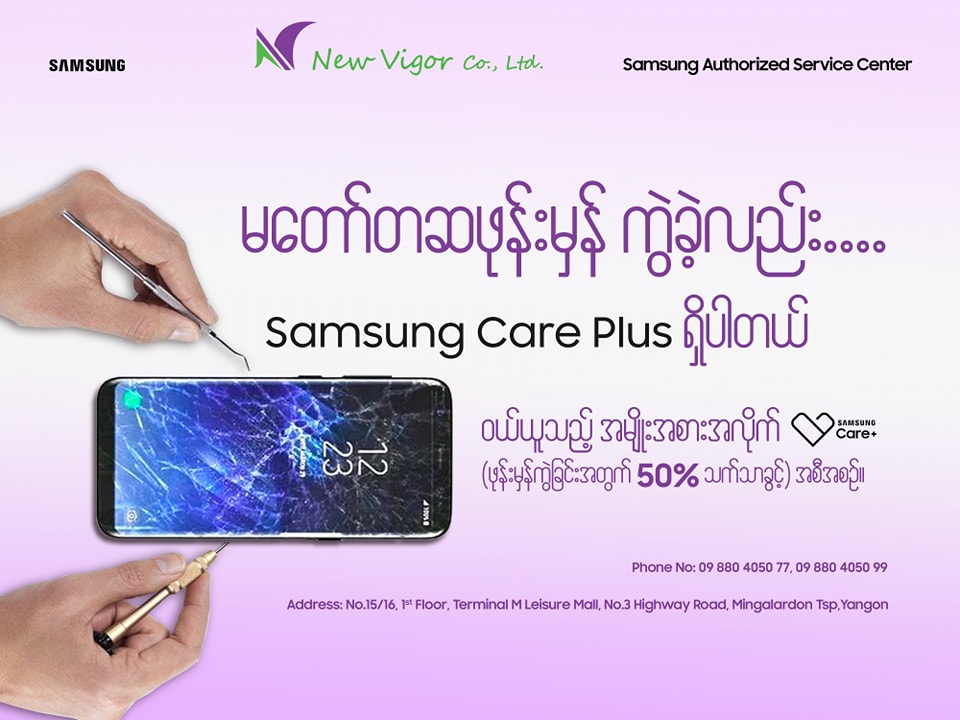 SAMSUNG
New Vigor Co., Ltd.
Samsung Authorized Service Center
မတော်တဆဖုန်းမှန် ကွဲခဲ့လည်း....
Samsung Care Plus ရှိပါတယ်
ဝယ်ယူသည့် အမျိုးအစားအလိုက် SAMSUNG Care+
(ဖုန်းမှန်ကွဲခြင်းအတွက် 50% သက်သာခွင့်) အစီအစဉ်။
12
23
100%
Phone No: 09 880 4050 77, 09 880 4050 99
Address: No.15/16, 1st Floor, Terminal M Leisure Mall, No.3 Highway Road, Mingalardon Tsp,Yangon